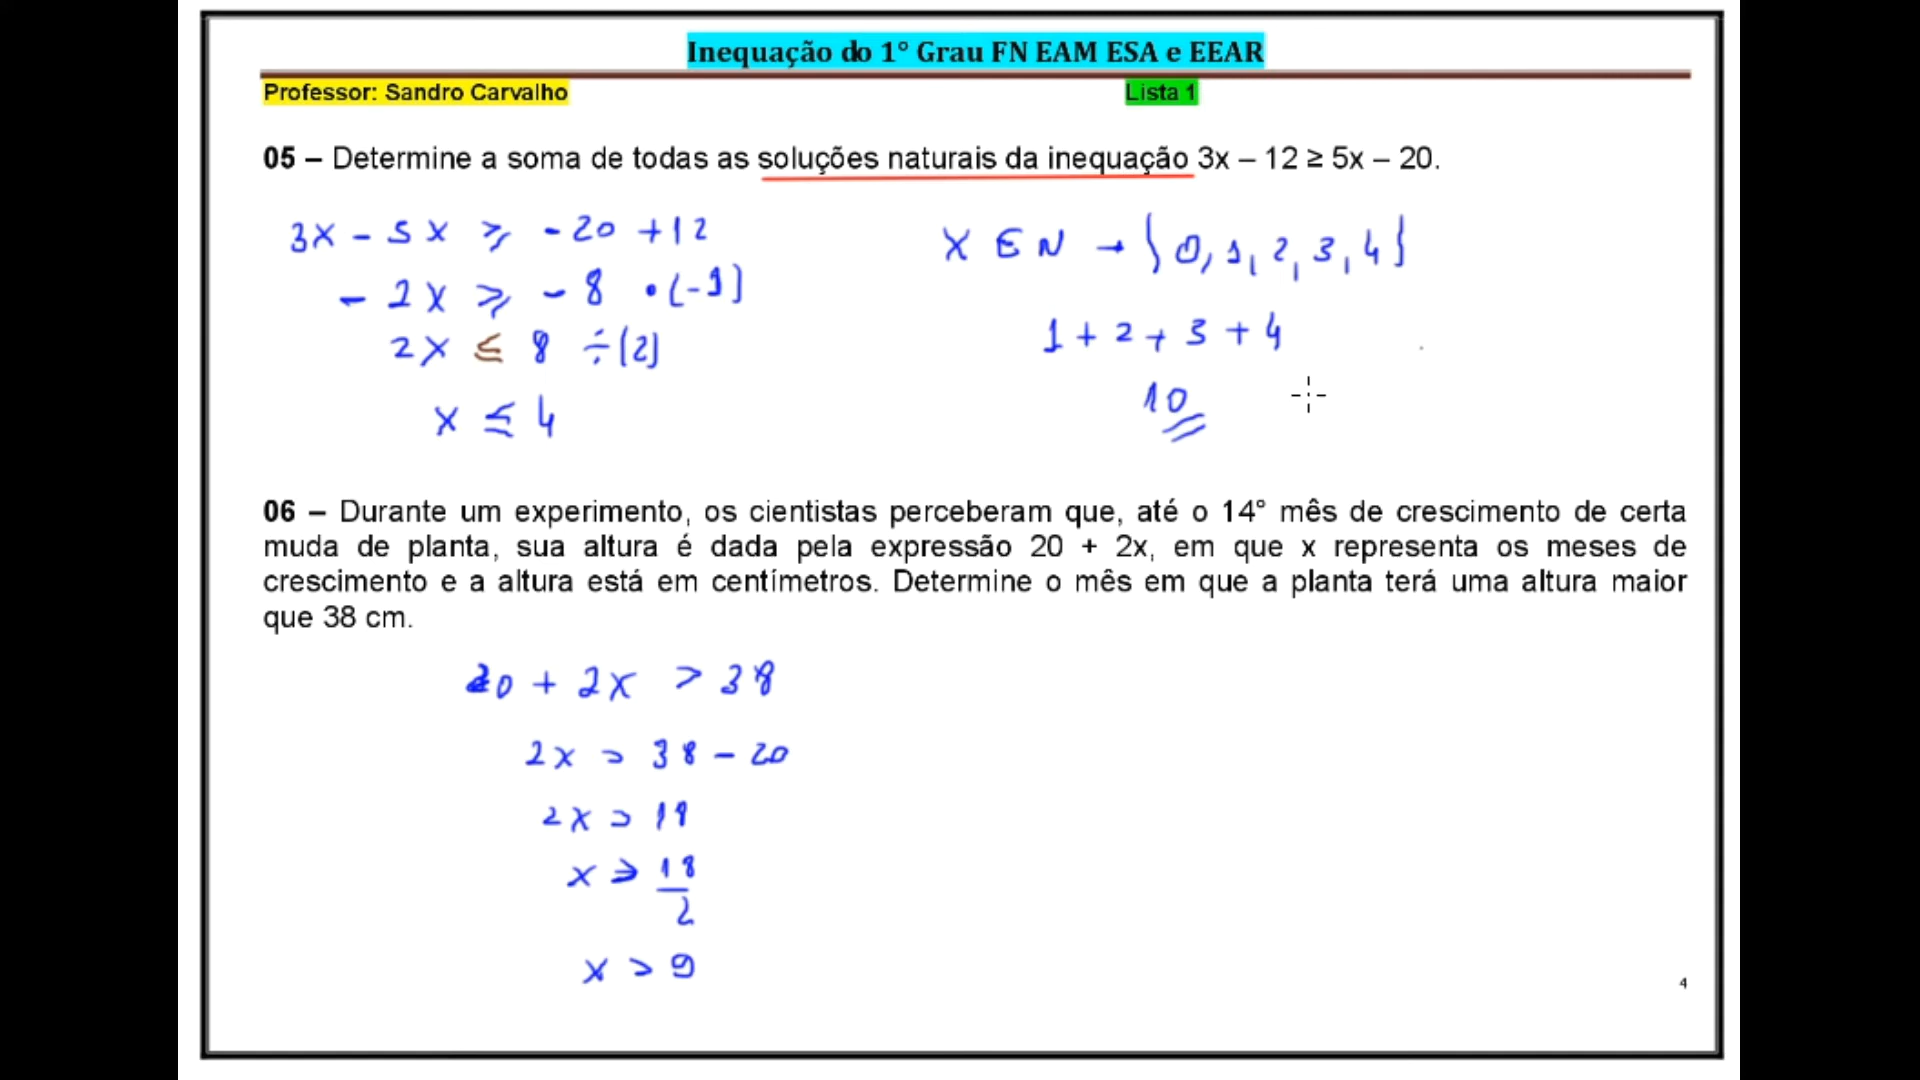 Inequação do 1° Grau FN EAM ESA e EEAR
Professor: Sandro Carvalho
Lista 1
05 – Determine a soma de todas as soluções naturais da inequação 3x – 12 ≥ 5x – 20.
3x - 5x ≥ - 20 + 12
- 2x ≥ - 8 · (-1)
2x ≤ 8 ÷(2)
x ≤ 4
X ∈ N → {0, 1, 2, 3, 4}
1 + 2 + 3 + 4
10
06 – Durante um experimento, os cientistas perceberam que, até o 14° mês de crescimento de certa
muda de planta, sua altura é dada pela expressão 20 + 2x, em que x representa os meses de
crescimento e a altura está em centímetros. Determine o mês em que a planta terá uma altura maior
que 38 cm.
20 + 2x > 38
2x > 38 - 20
2x > 18
x > 18/2
x > 9
4